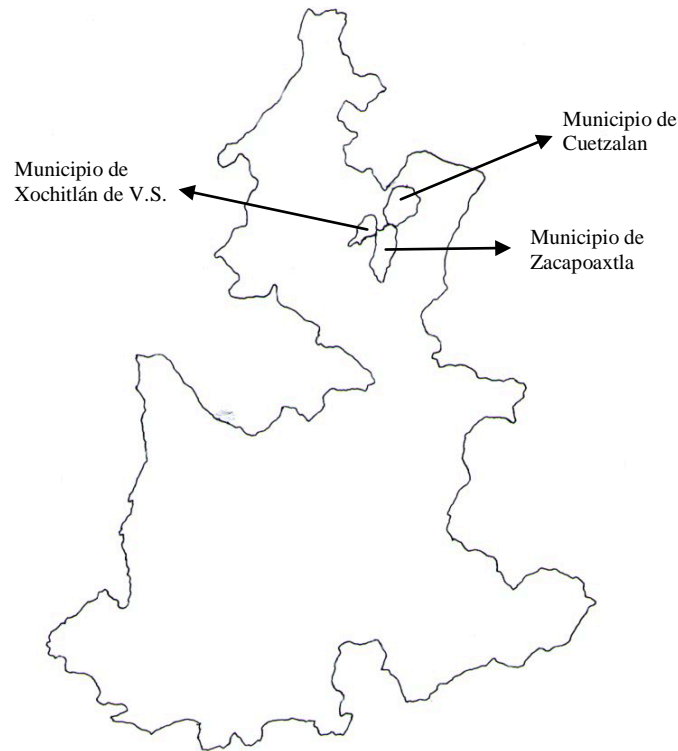 Municipio de
Cuetzalan
Municipio de
Xochitlán de V.S.
Municipio de
Zacapoaxtla